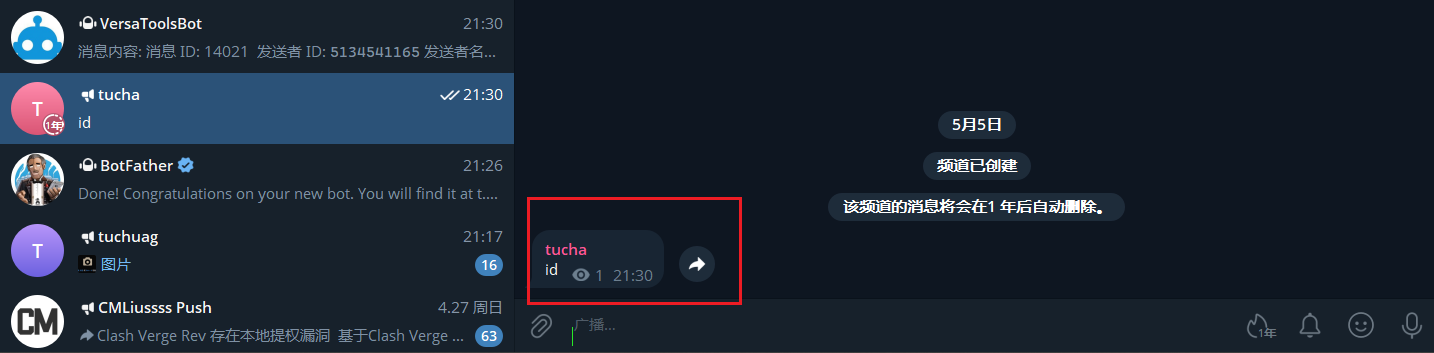 VersaToolsBot 21:30
消息内容: 消息 ID: 14021 发送者 ID: 5134541165 发送者名...
T
1年
tucha 21:30
id
BotFather 21:26
Done! Congratulations on your new bot. You will find it at t....
T
tuchuag 21:17
图片 16
CM
CMLiussss Push 4.27 周日
Clash Verge Rev 存在本地提权漏洞 基于Clash Verge ... 63
5月5日
频道已创建
该频道的消息将会在1 年后自动删除。
tucha
id 1 21:30
广播...
1年